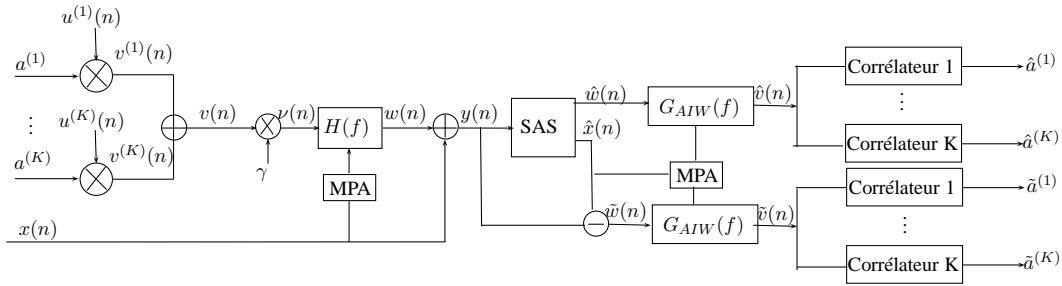 u^{(1)}(n)
a^{(1)}
v^{(1)}(n)
⋮
u^{(K)}(n)
a^{(K)}
v^{(K)}(n)
v(n)
γ
ν(n)
H(f)
w(n)
MPA
x(n)
y(n)
SAS
ŵ(n)
x̂(n)
G_{AIW}(f)
v̂(n)
MPA
w̃(n)
G_{AIW}(f)
ṽ(n)
Corrélateur 1
â^{(1)}
⋮
Corrélateur K
â^{(K)}
Corrélateur 1
ã^{(1)}
⋮
Corrélateur K
ã^{(K)}